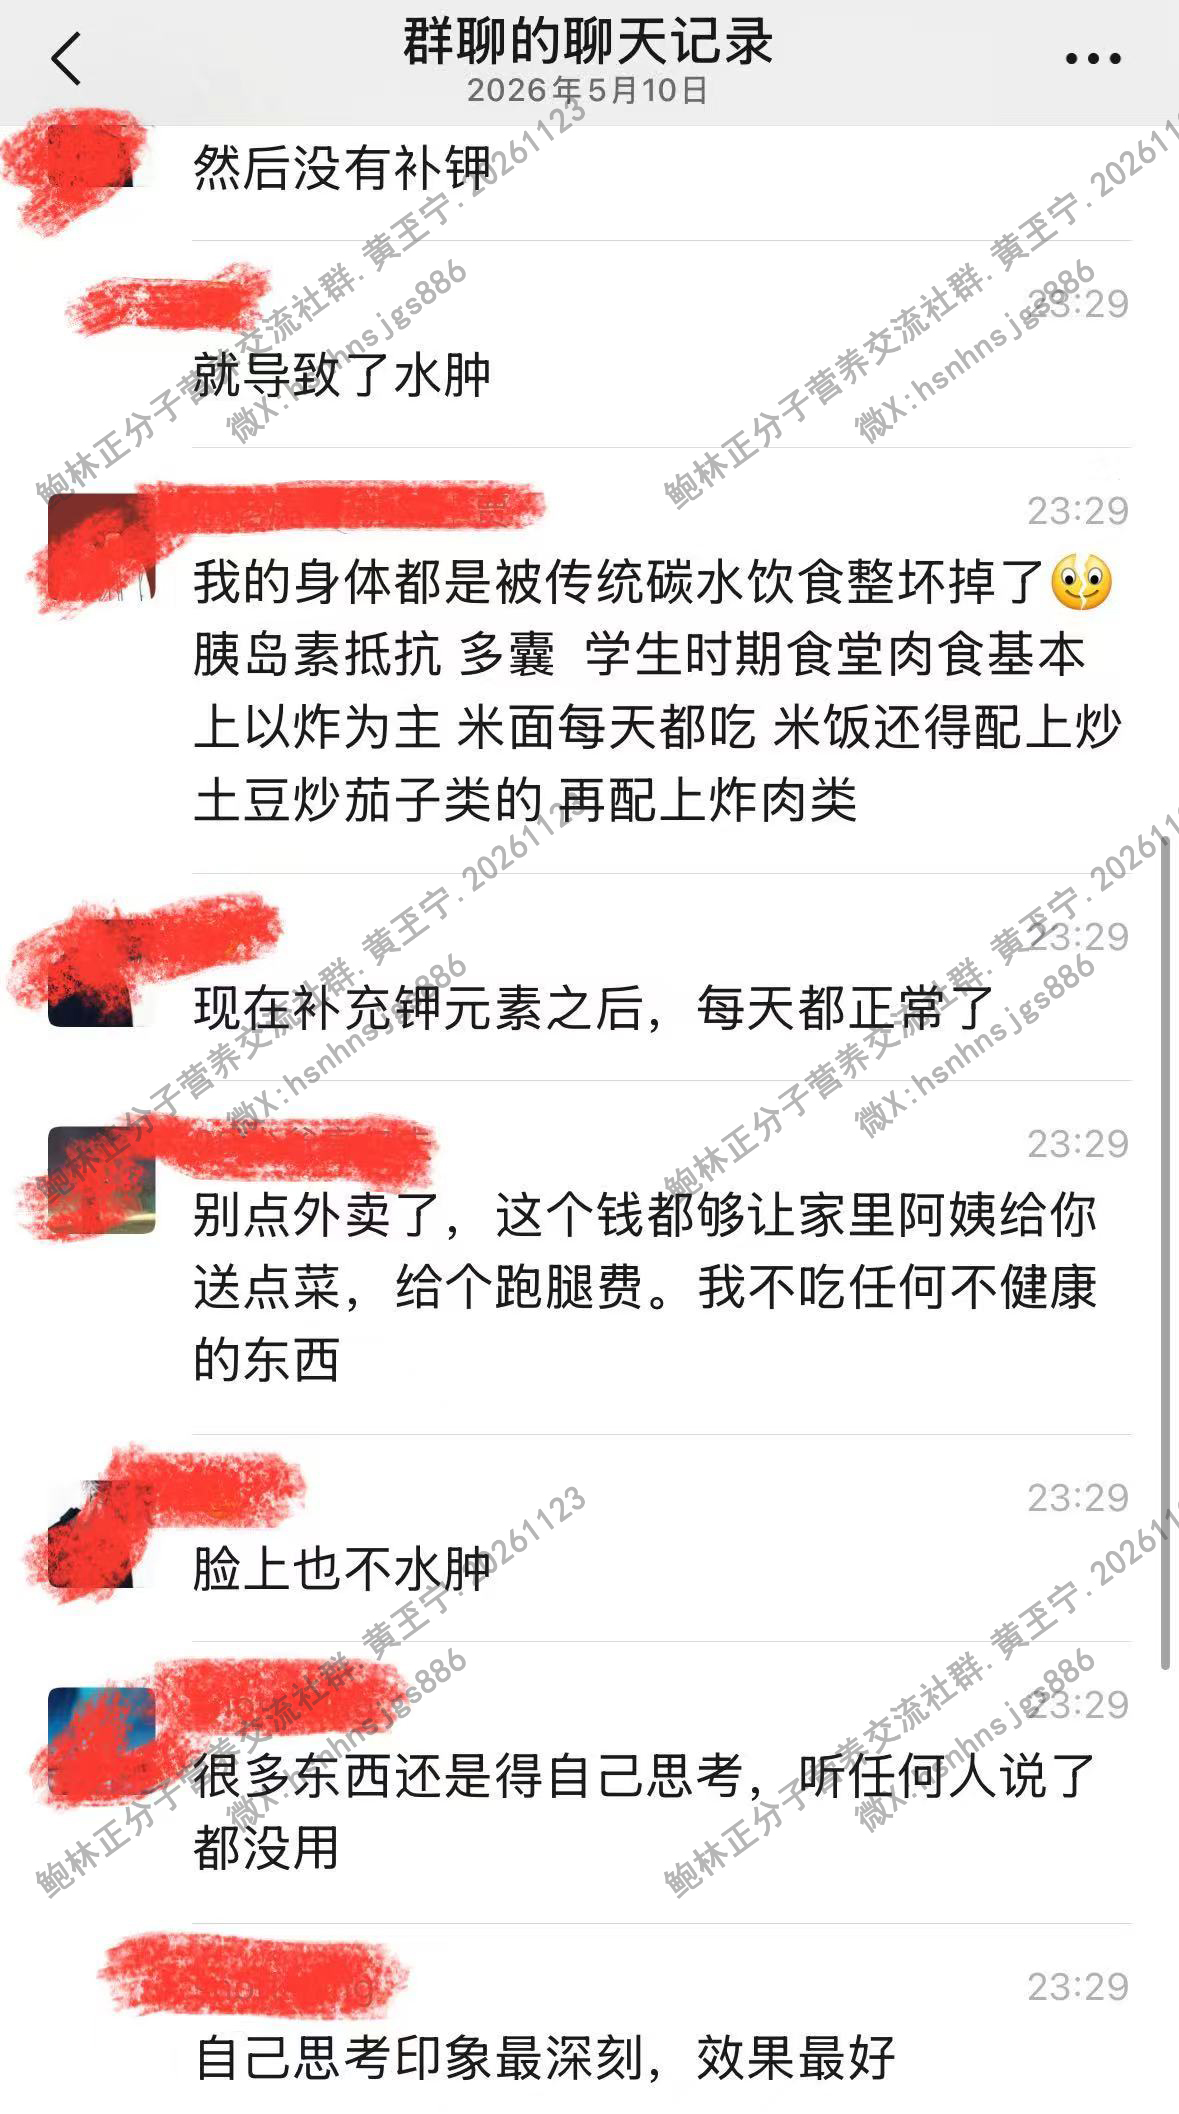 群聊的聊天记录
2026年5月10日
然后没有补钾
23:29
就导致了水肿
23:29
我的身体都是被传统碳水饮食整坏掉了
胰岛素抵抗 多囊 学生时期食堂肉食基本
上以炸为主 米面每天都吃 米饭还得配上炒
土豆炒茄子类的 再配上炸肉类
23:29
现在补充钾元素之后，每天都正常了
23:29
别点外卖了，这个钱都够让家里阿姨给你
送点菜，给个跑腿费。我不吃任何不健康
的东西
23:29
脸上也不水肿
23:29
很多东西还是得自己思考，听任何人说了
都没用
23:29
自己思考印象最深刻，效果最好
鲍林正分子营养交流社群.黄玊宁.20261123
微X:hsnhnsjgs886